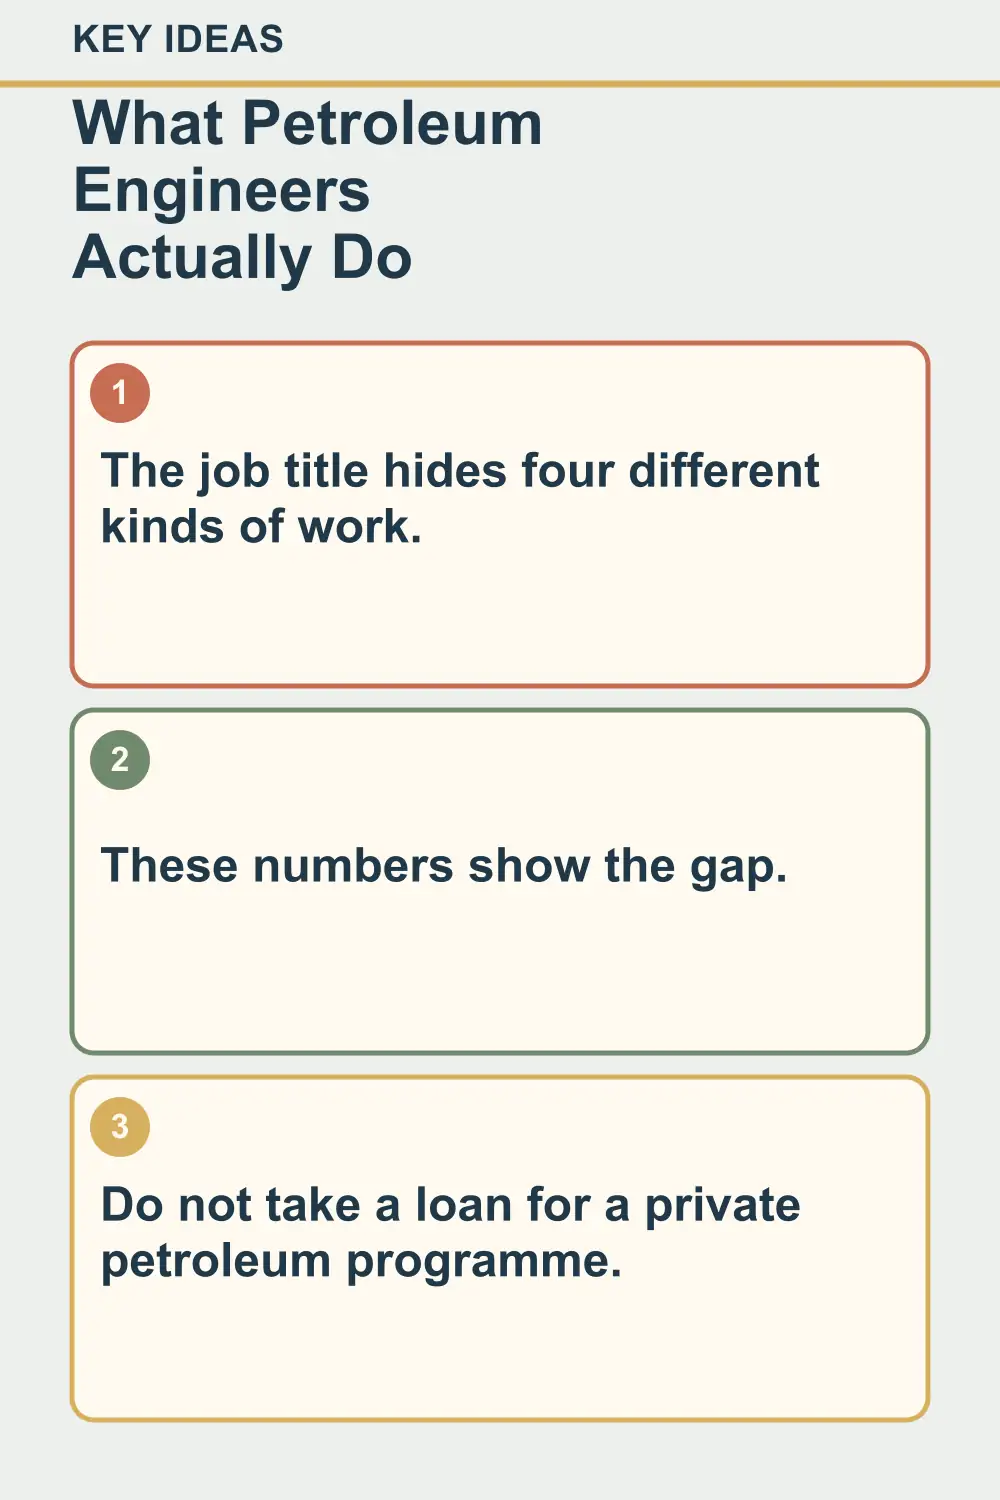 KEY IDEAS
What Petroleum
Engineers
Actually Do
1
The job title hides four different
kinds of work.
2
These numbers show the gap.
3
Do not take a loan for a private
petroleum programme.